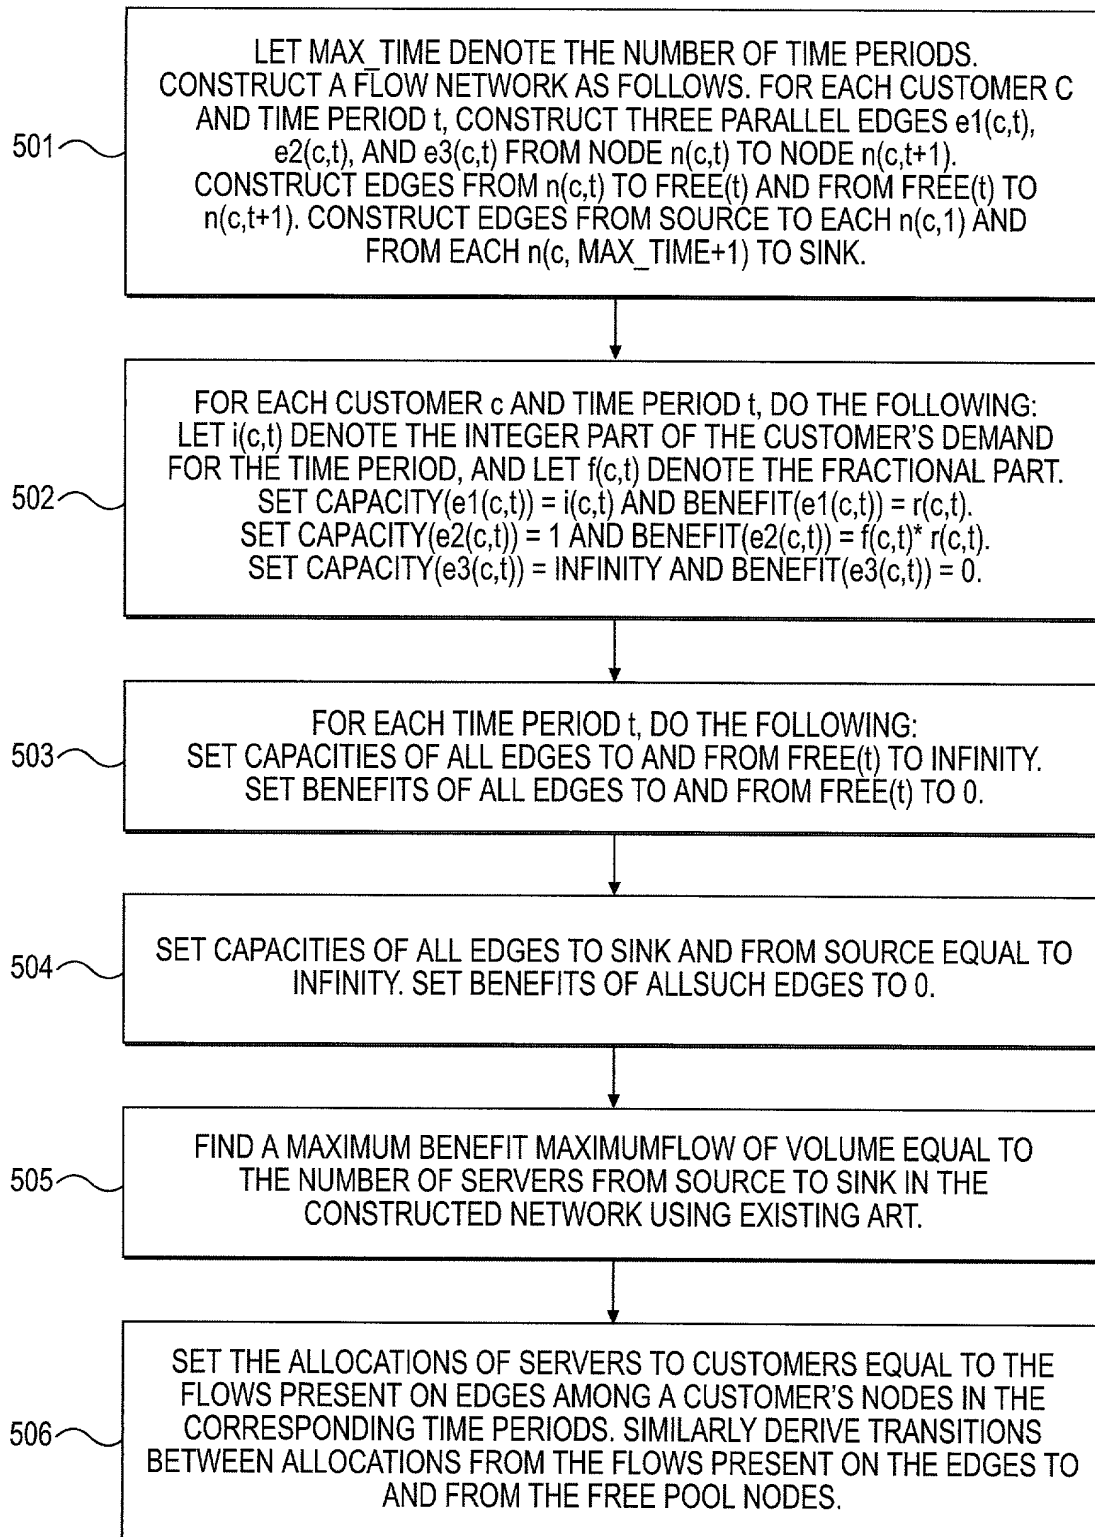 LET MAX_TIME DENOTE THE NUMBER OF TIME PERIODS.
CONSTRUCT A FLOW NETWORK AS FOLLOWS. FOR EACH CUSTOMER C
AND TIME PERIOD t, CONSTRUCT THREE PARALLEL EDGES e1(c,t),
e2(c,t), AND e3(c,t) FROM NODE n(c,t) TO NODE n(c,t+1).
CONSTRUCT EDGES FROM n(c,t) TO FREE(t) AND FROM FREE(t) TO
n(c,t+1). CONSTRUCT EDGES FROM SOURCE TO EACH n(c,1) AND
FROM EACH n(c, MAX_TIME+1) TO SINK.
501
FOR EACH CUSTOMER c AND TIME PERIOD t, DO THE FOLLOWING:
LET i(c,t) DENOTE THE INTEGER PART OF THE CUSTOMER'S DEMAND
FOR THE TIME PERIOD, AND LET f(c,t) DENOTE THE FRACTIONAL PART.
SET CAPACITY(e1(c,t)) = i(c,t) AND BENEFIT(e1(c,t)) = r(c,t).
SET CAPACITY(e2(c,t)) = 1 AND BENEFIT(e2(c,t)) = f(c,t)* r(c,t).
SET CAPACITY(e3(c,t)) = INFINITY AND BENEFIT(e3(c,t)) = 0.
502
FOR EACH TIME PERIOD t, DO THE FOLLOWING:
SET CAPACITIES OF ALL EDGES TO AND FROM FREE(t) TO INFINITY.
SET BENEFITS OF ALL EDGES TO AND FROM FREE(t) TO 0.
503
SET CAPACITIES OF ALL EDGES TO SINK AND FROM SOURCE EQUAL TO
INFINITY. SET BENEFITS OF ALLSUCH EDGES TO 0.
504
FIND A MAXIMUM BENEFIT MAXIMUMFLOW OF VOLUME EQUAL TO
THE NUMBER OF SERVERS FROM SOURCE TO SINK IN THE
CONSTRUCTED NETWORK USING EXISTING ART.
505
SET THE ALLOCATIONS OF SERVERS TO CUSTOMERS EQUAL TO THE
FLOWS PRESENT ON EDGES AMONG A CUSTOMER'S NODES IN THE
CORRESPONDING TIME PERIODS. SIMILARLY DERIVE TRANSITIONS
BETWEEN ALLOCATIONS FROM THE FLOWS PRESENT ON THE EDGES TO
AND FROM THE FREE POOL NODES.
506